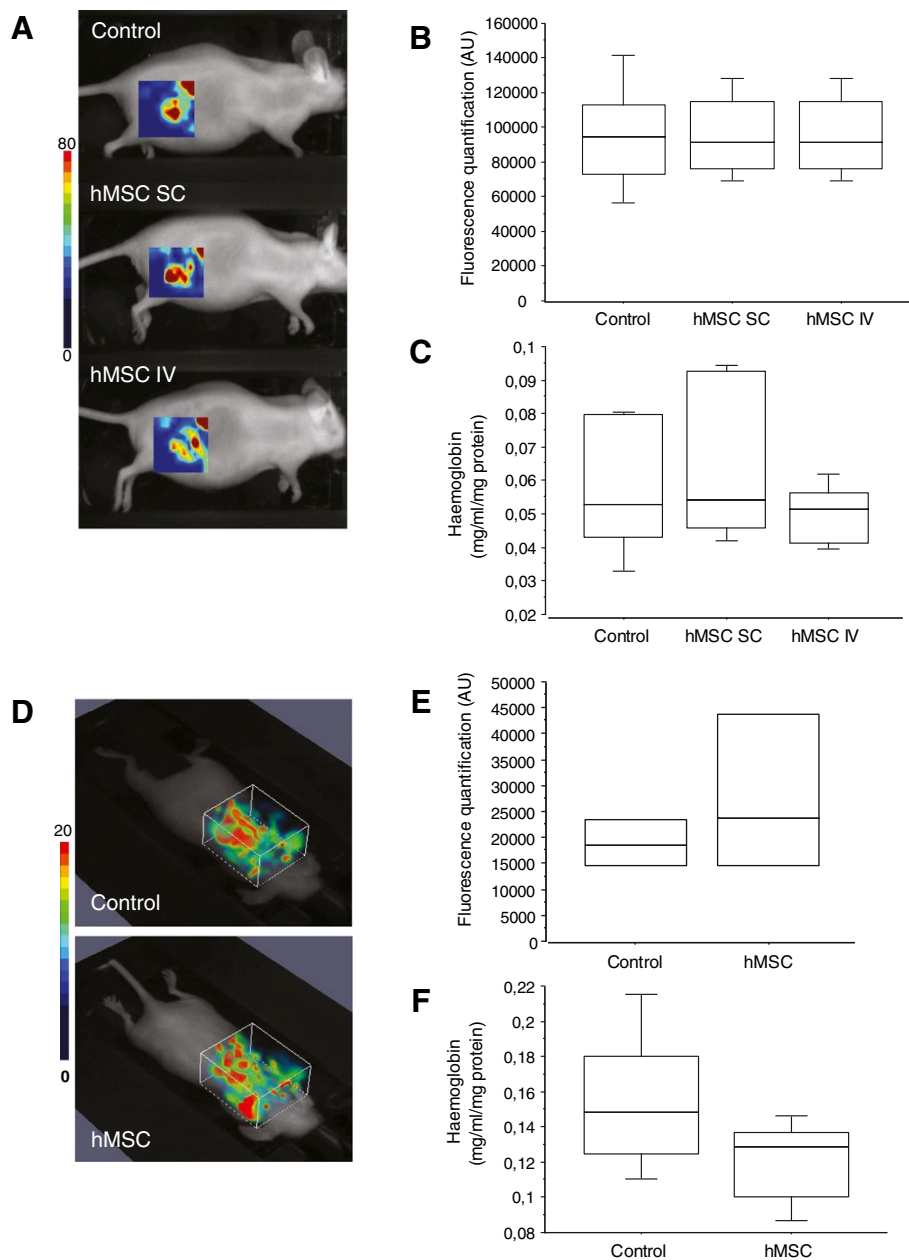 A
Control
80
hMSC SC
0
hMSC IV
B
Fluorescence quantification (AU)
160000
140000
120000
100000
80000
60000
40000
20000
0
Control hMSC SC hMSC IV
C
Haemoglobin
(mg/ml/mg protein)
0,1
0,09
0,08
0,07
0,06
0,05
0,04
0,03
0,02
Control hMSC SC hMSC IV
D
20
Control
0
hMSC
E
Fluorescence quantification (AU)
50000
45000
40000
35000
30000
25000
20000
15000
10000
5000
0
Control hMSC
F
Haemoglobin
(mg/ml/mg protein)
0,22
0,2
0,18
0,16
0,14
0,12
0,1
0,08
Control hMSC